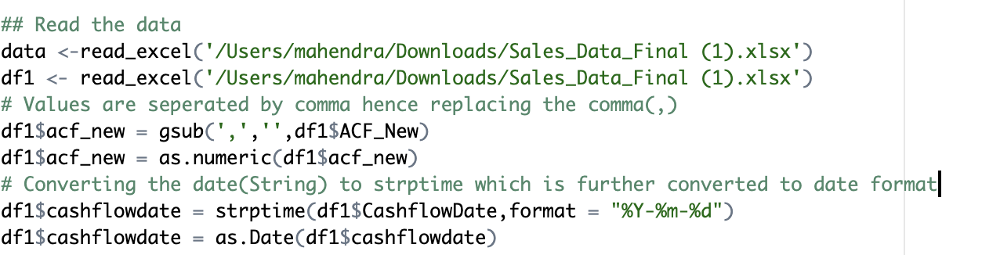 ## Read the data
data <-read_excel('/Users/mahendra/Downloads/Sales_Data_Final (1).xlsx')
df1 <- read_excel('/Users/mahendra/Downloads/Sales_Data_Final (1).xlsx')
# Values are seperated by comma hence replacing the comma(,)
df1$acf_new = gsub(',','',df1$ACF_New)
df1$acf_new = as.numeric(df1$acf_new)
# Converting the date(String) to strptime which is further converted to date format
df1$cashflowdate = strptime(df1$CashflowDate,format = "%Y-%m-%d")
df1$cashflowdate = as.Date(df1$cashflowdate)